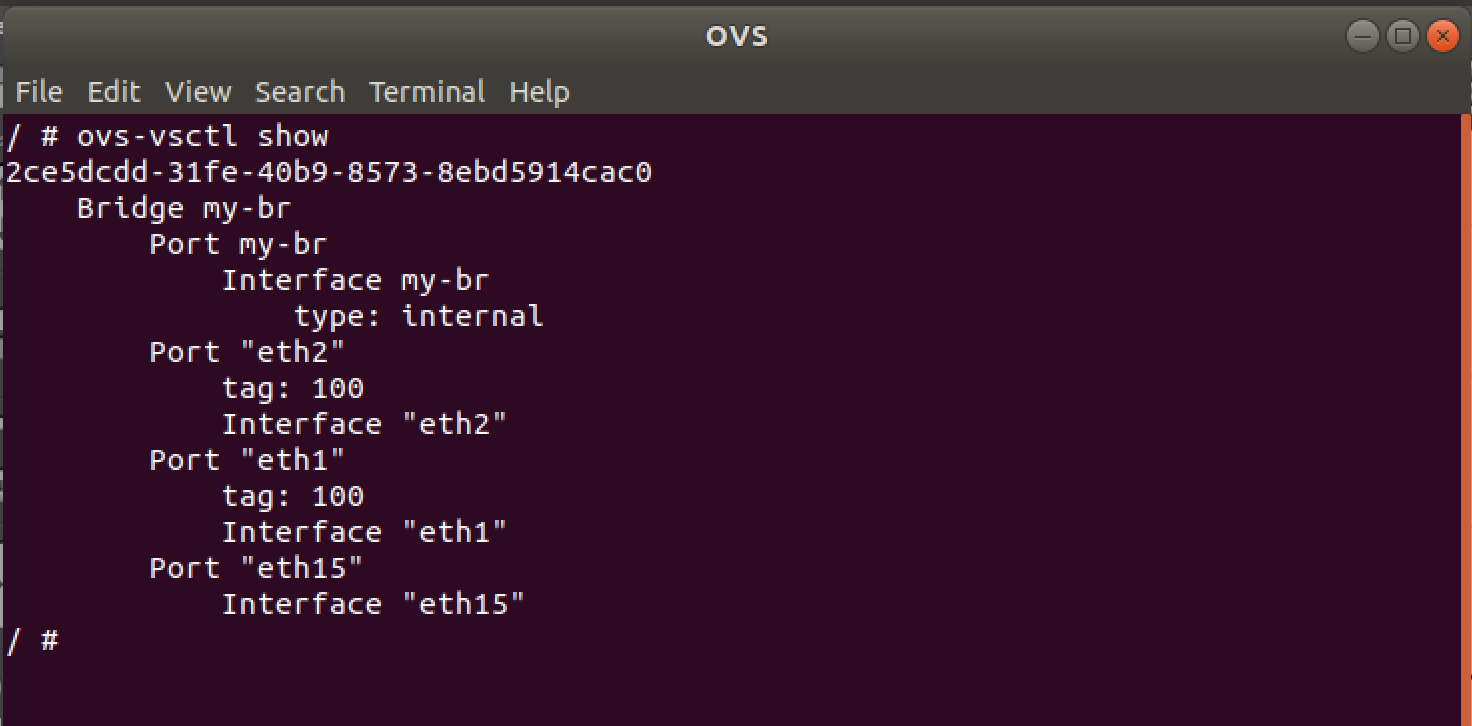 OVS
File Edit View Search Terminal Help
/ # ovs-vsctl show
2ce5dcdd-31fe-40b9-8573-8ebd5914cac0
    Bridge my-br
        Port my-br
            Interface my-br
                type: internal
        Port "eth2"
            tag: 100
            Interface "eth2"
        Port "eth1"
            tag: 100
            Interface "eth1"
        Port "eth15"
            Interface "eth15"
/ #